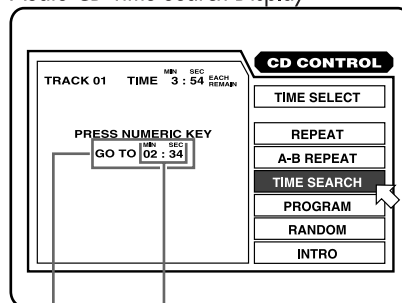 Audio CD Time Search Display
CD CONTROL
TRACK 01 TIME MIN 3 : SEC 54 EACH REMAIN
TIME SELECT
PRESS NUMERIC KEY
GO TO MIN 02 : SEC 34
REPEAT
A-B REPEAT
TIME SEARCH
PROGRAM
RANDOM
INTRO